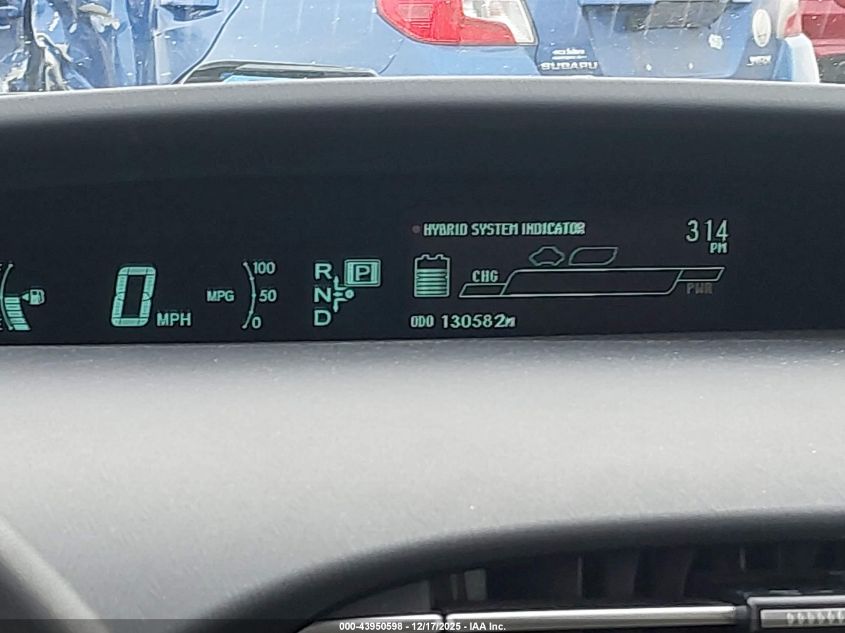 SUBARU
HYBRID SYSTEM INDICATOR
314
PM
100
50
0
MPG
R
P
N
D
CHG
PWR
0
MPH
ODO 130582M
000-43950598 - 12/17/2025 - IAA Inc.